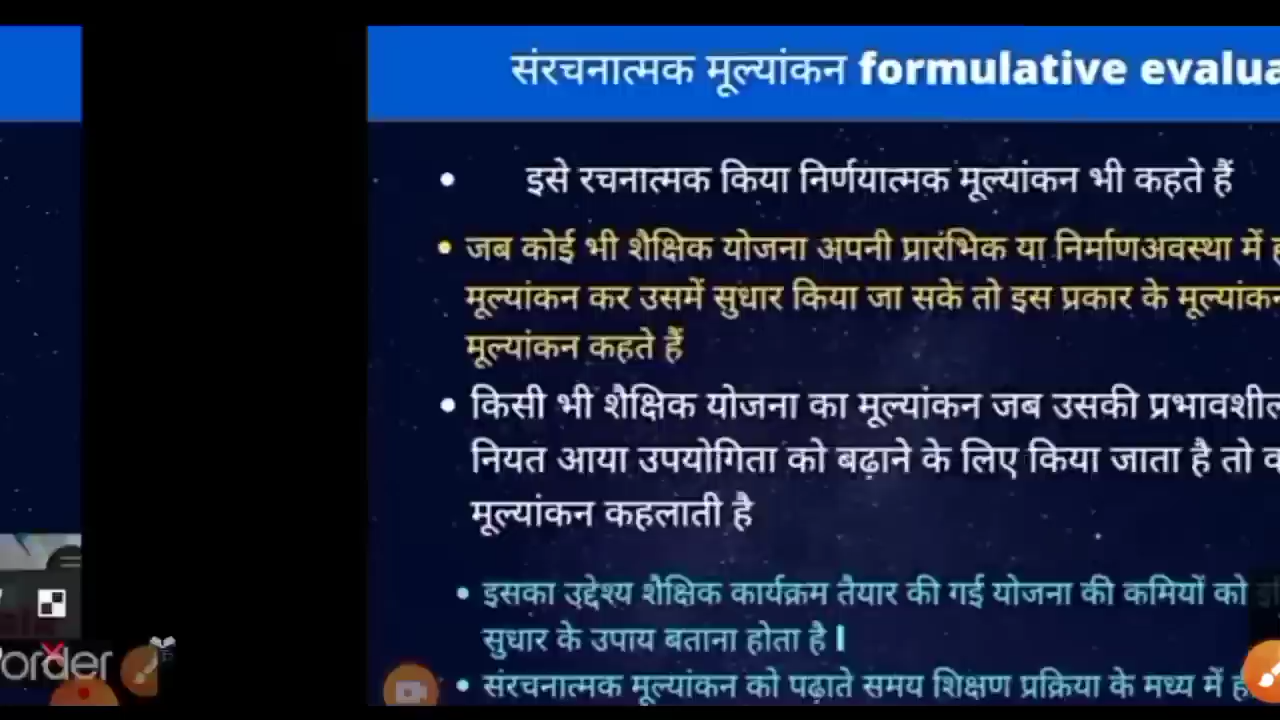 संरचनात्मक मूल्यांकन formulative evalua
इसे रचनात्मक किया निर्णयात्मक मूल्यांकन भी कहते हैं
जब कोई भी शैक्षिक योजना अपनी प्रारंभिक या निर्माणअवस्था में
मूल्यांकन कर उसमें सुधार किया जा सके तो इस प्रकार के मूल्यांकन
मूल्यांकन कहते हैं
किसी भी शैक्षिक योजना का मूल्यांकन जब उसकी प्रभावशील
नियत आया उपयोगिता को बढ़ाने के लिए किया जाता है तो
मूल्यांकन कहलाती है
इसका उद्देश्य शैक्षिक कार्यक्रम तैयार की गई योजना की कमियों को
सुधार के उपाय बताना होता है।
संरचनात्मक मूल्यांकन को पढ़ाते समय शिक्षण प्रक्रिया के मध्य में
order